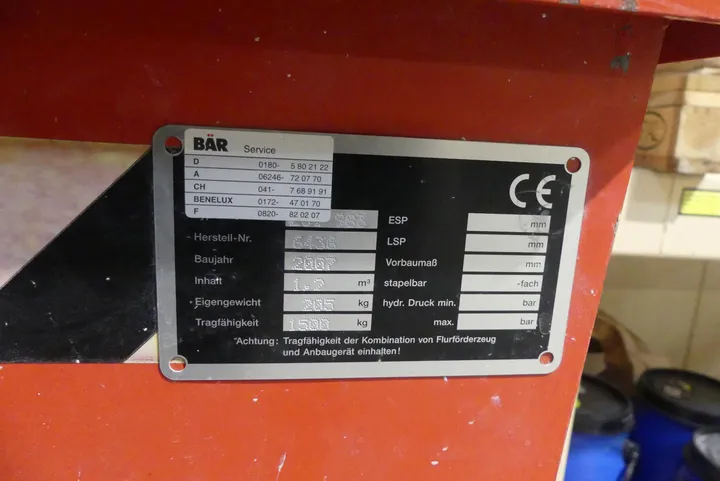 BÄR Service
D 0180- 5 80 21 22
A 06246- 72 07 70
CH 041- 7 68 91 91
BENELUX 0172- 47 01 70
F 0820- 82 02 07
CE
ESP mm
Herstell-Nr. LSP mm
Baujahr 2007 Vorbaumaß mm
Inhalt 1.7 m³ stapelbar -fach
Eigengewicht 205 kg hydr. Druck min. bar
Tragfähigkeit 1500 kg max. bar
*Achtung: Tragfähigkeit der Kombination von Flurförderzeug
und Anbaugerät einhalten!